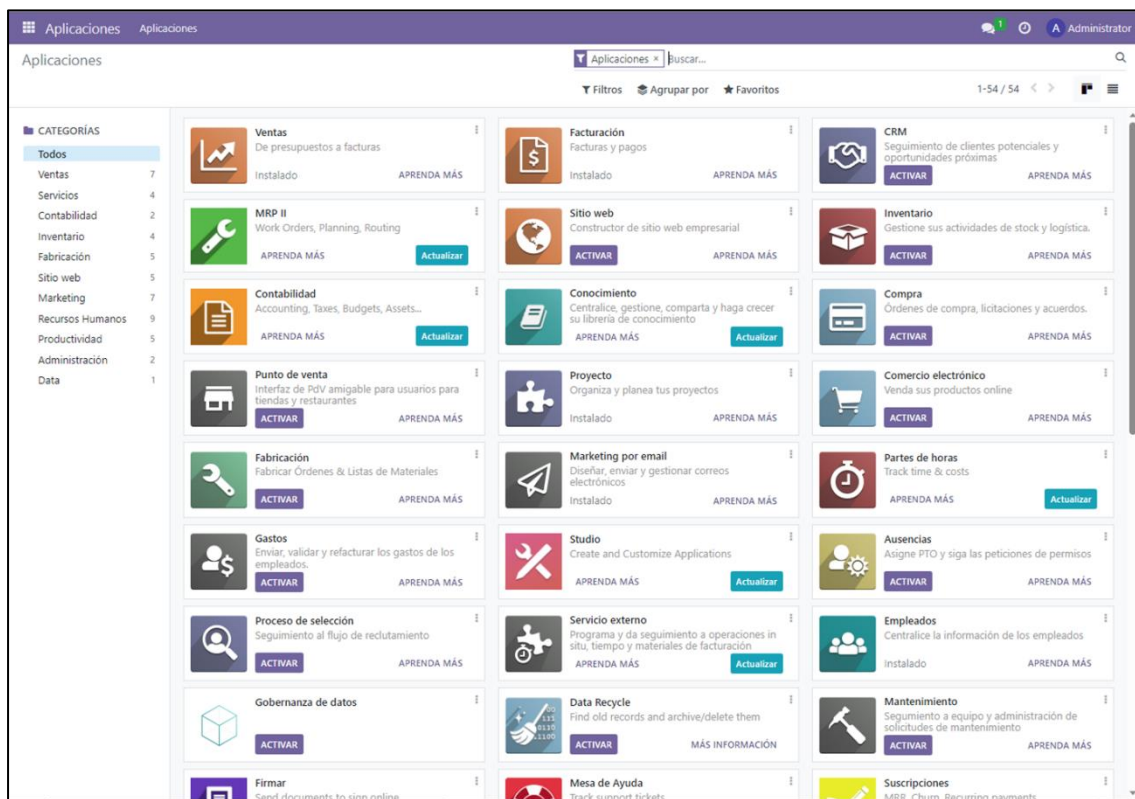 Aplicaciones Aplicaciones 1 A Administrator
Aplicaciones Aplicaciones × Buscar...
Filtros Agrupar por Favoritos 1-54 / 54
CATEGORÍAS
Todos
Ventas 7
Servicios 4
Contabilidad 2
Inventario 4
Fabricación 5
Sitio web 5
Marketing 7
Recursos Humanos 9
Productividad 5
Administración 2
Data 1
Ventas
De presupuestos a facturas
Instalado APRENDA MÁS
Facturación
Facturas y pagos
Instalado APRENDA MÁS
CRM
Seguimiento de clientes potenciales y
oportunidades próximas
ACTIVAR APRENDA MÁS
MRP II
Work Orders, Planning, Routing
APRENDA MÁS Actualizar
Sitio web
Constructor de sitio web empresarial
ACTIVAR APRENDA MÁS
Inventario
Gestione sus actividades de stock y logística.
ACTIVAR APRENDA MÁS
Contabilidad
Accounting, Taxes, Budgets, Assets...
APRENDA MÁS Actualizar
Conocimiento
Centralice, gestione, comparta y haga crecer
su librería de conocimiento
APRENDA MÁS Actualizar
Compra
Órdenes de compra, licitaciones y acuerdos.
ACTIVAR APRENDA MÁS
Punto de venta
Interfaz de PdV amigable para usuarios para
tiendas y restaurantes
ACTIVAR APRENDA MÁS
Proyecto
Organiza y planea tus proyectos
Instalado APRENDA MÁS
Comercio electrónico
Venda sus productos online
ACTIVAR APRENDA MÁS
Fabricación
Fabricar Órdenes & Listas de Materiales
ACTIVAR APRENDA MÁS
Marketing por email
Diseñar, enviar y gestionar correos
electrónicos
Instalado APRENDA MÁS
Partes de horas
Track time & costs
APRENDA MÁS Actualizar
Gastos
Enviar, validar y refacturar los gastos de los
empleados.
ACTIVAR APRENDA MÁS
Studio
Create and Customize Applications
APRENDA MÁS Actualizar
Ausencias
Asigne PTO y siga las peticiones de permisos
ACTIVAR APRENDA MÁS
Proceso de selección
Seguimiento al flujo de reclutamiento
ACTIVAR APRENDA MÁS
Servicio externo
Programa y da seguimiento a operaciones in
situ, tiempo y materiales de facturación
APRENDA MÁS Actualizar
Empleados
Centralice la información de los empleados
Instalado APRENDA MÁS
Gobernanza de datos
ACTIVAR
Data Recycle
Find old records and archive/delete them
ACTIVAR MÁS INFORMACIÓN
Mantenimiento
Segumiento a equipo y administración de
solicitudes de mantenimiento
ACTIVAR APRENDA MÁS
Firmar
Send documents to sign online
Mesa de Ayuda
Track support tickets
Suscripciones
MRR, Churn, Recurring payments